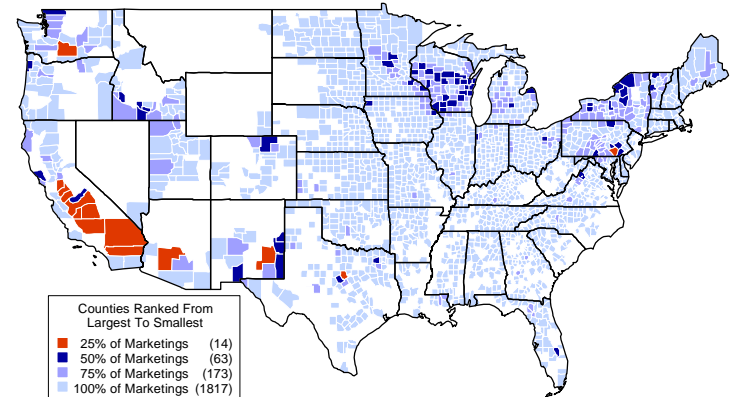 Counties Ranked From
Largest To Smallest
25% of Marketings (14)
50% of Marketings (63)
75% of Marketings (173)
100% of Marketings (1817)